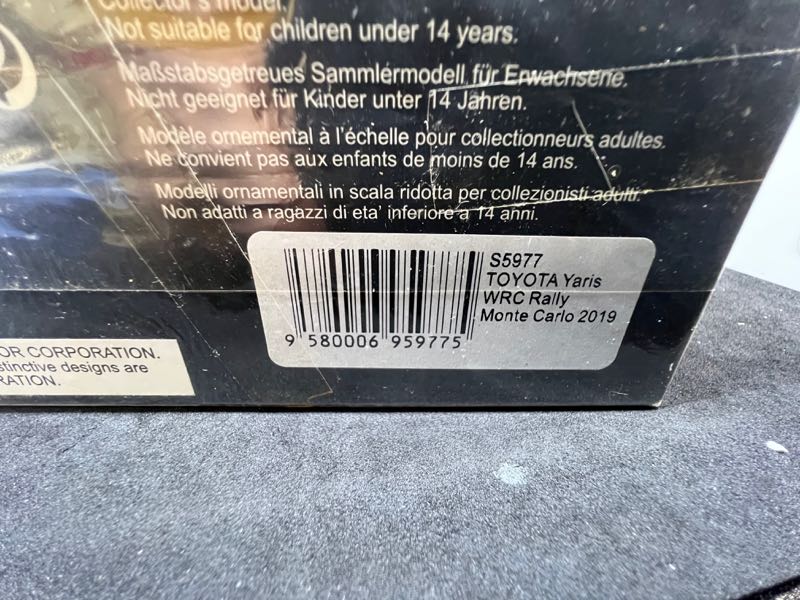 Collector's model.
Not suitable for children under 14 years.
Maßstabsgetreues Sammlermodell für Erwachsene.
Nicht geeignet für Kinder unter 14 Jahren.
Modèle ornemental à l'échelle pour collectionneurs adultes.
Ne convient pas aux enfants de moins de 14 ans.
Modelli ornamentali in scala ridotta per collezionisti adulti.
Non adatti a ragazzi di eta' inferiore a 14 anni.
S5977
TOYOTA Yaris
WRC Rally
Monte Carlo 2019
9 580006 959775
OR CORPORATION.
stinctive designs are
RATION.